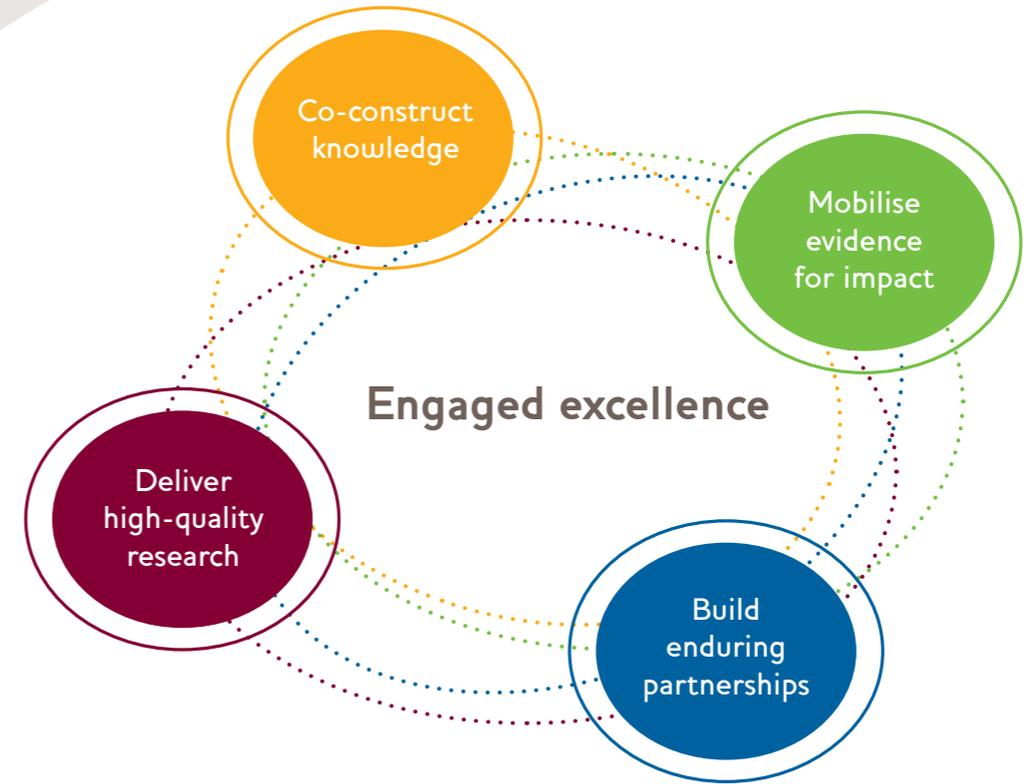 Co-construct
knowledge
Mobilise
evidence
for impact
Engaged excellence
Deliver
high-quality
research
Build
enduring
partnerships